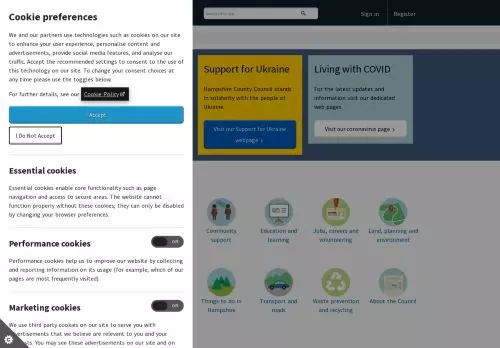 Cookie preferences
We and our partners use technologies such as cookies on our site
to enhance your user experience, personalise content and
advertisements, provide social media features, and analyse our
traffic. Accept the recommended settings to consent to the use of
this technology on our site. To change your consent choices at
any time please use the toggles below.
For further details, see our Cookie Policy
I Accept
I Do Not Accept
Essential cookies
Essential cookies enable core functionality such as page
navigation and access to secure areas. The website cannot
function properly without these cookies; they can only be disabled
by changing your browser preferences.
Performance cookies
Off
Performance cookies help us to improve our website by collecting
and reporting information on its usage (for example, which of our
pages are most frequently visited).
Marketing cookies
Off
We use third party cookies on our site to serve you with
advertisements that we believe are relevant to you and your
You may see these advertisements on our site and on
Sign in
Register
Support for Ukraine
Hampshire County Council stands
in solidarity with the people of
Ukraine.
Visit our Support for Ukraine
webpage ›
Living with COVID
For the latest updates and
information visit our dedicated
web pages.
Visit our coronavirus page ›
Community
support
Education and
learning
Jobs, careers and
volunteering
Land, planning and
environment
Things to do in
Hampshire
Transport and
roads
Waste prevention
and recycling
About the Council